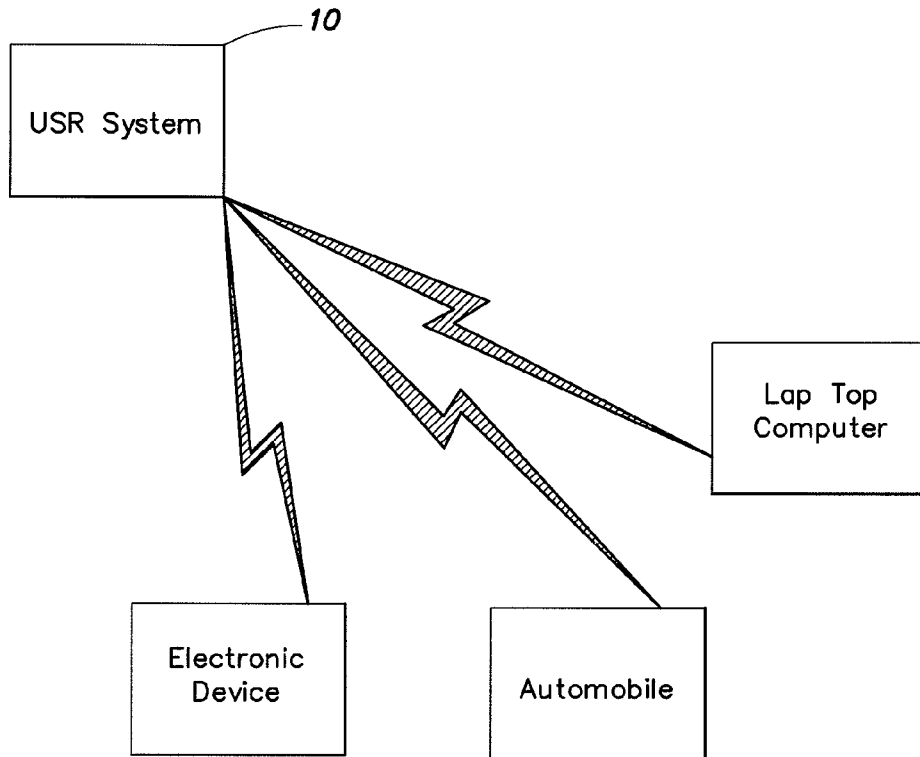 10
USR System
Lap Top
Computer
Electronic
Device
Automobile